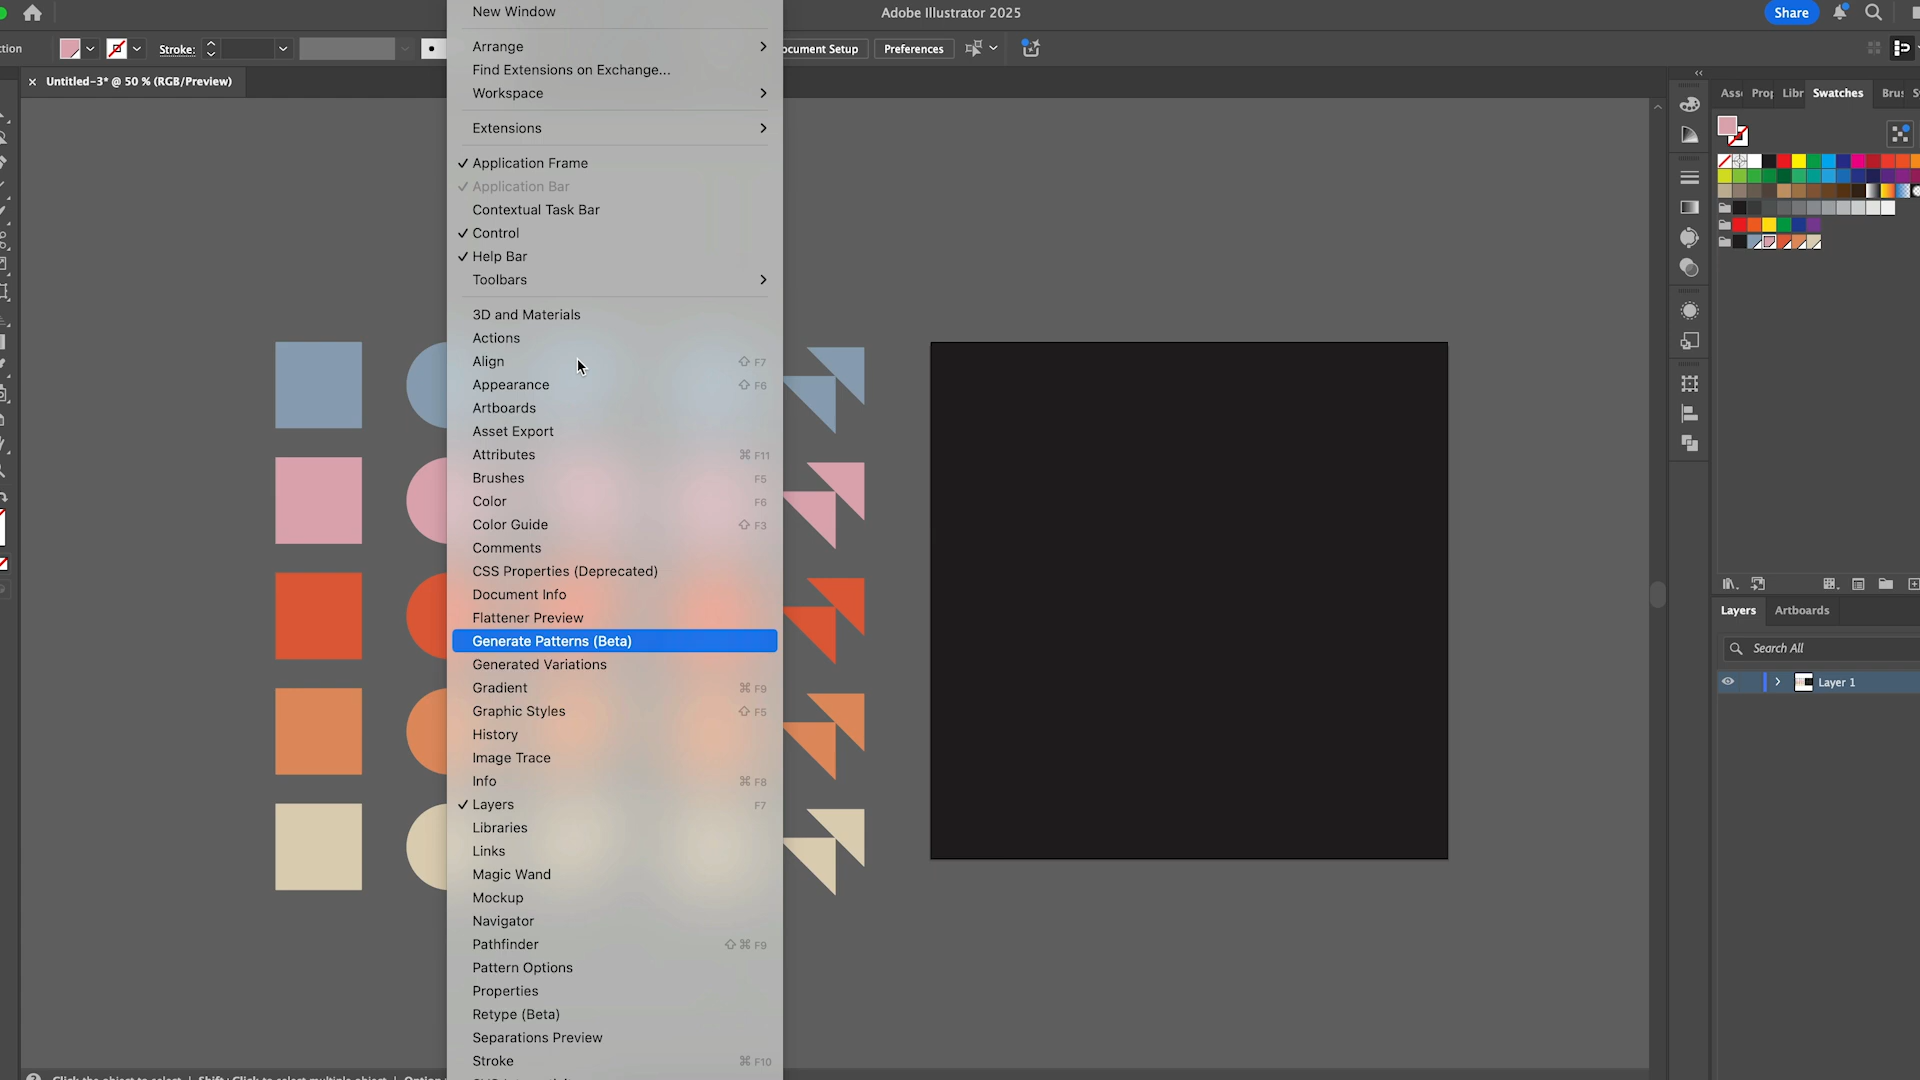 New Window
Adobe Illustrator 2025
Share
Stroke:
ocument Setup
Preferences
Arrange
Find Extensions on Exchange...
Workspace
Untitled-3* @ 50 % (RGB/Preview)
Swatches
Extensions
Application Frame
Application Bar
Contextual Task Bar
Control
Help Bar
Toolbars
3D and Materials
Actions
Align ⇧ F7
Appearance ⇧ F6
Artboards
Asset Export
Attributes ⌘ F11
Brushes F5
Color F6
Color Guide ⇧ F3
Comments
CSS Properties (Deprecated)
Document Info
Flattener Preview
Generate Patterns (Beta)
Generated Variations
Gradient ⌘ F9
Graphic Styles ⇧ F5
History
Image Trace
Info ⌘ F8
Layers F7
Libraries
Links
Magic Wand
Mockup
Navigator
Pathfinder ⇧ ⌘ F9
Pattern Options
Properties
Retype (Beta)
Separations Preview
Stroke ⌘ F10
Layers
Artboards
Search All
Layer 1